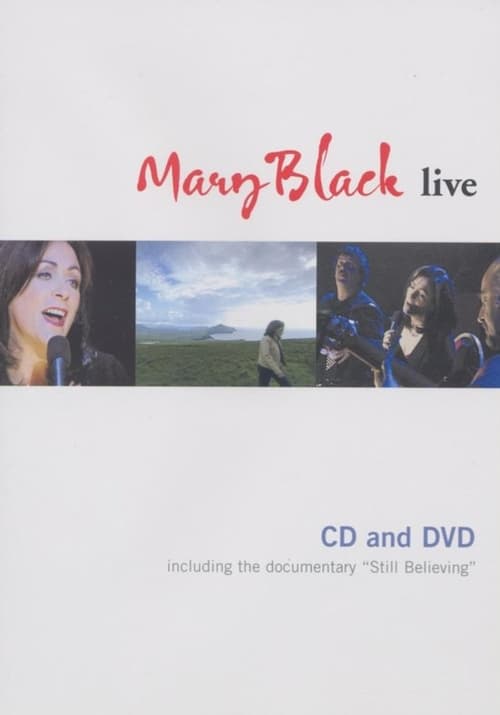 Mary Black live
CD and DVD
including the documentary “Still Believing”